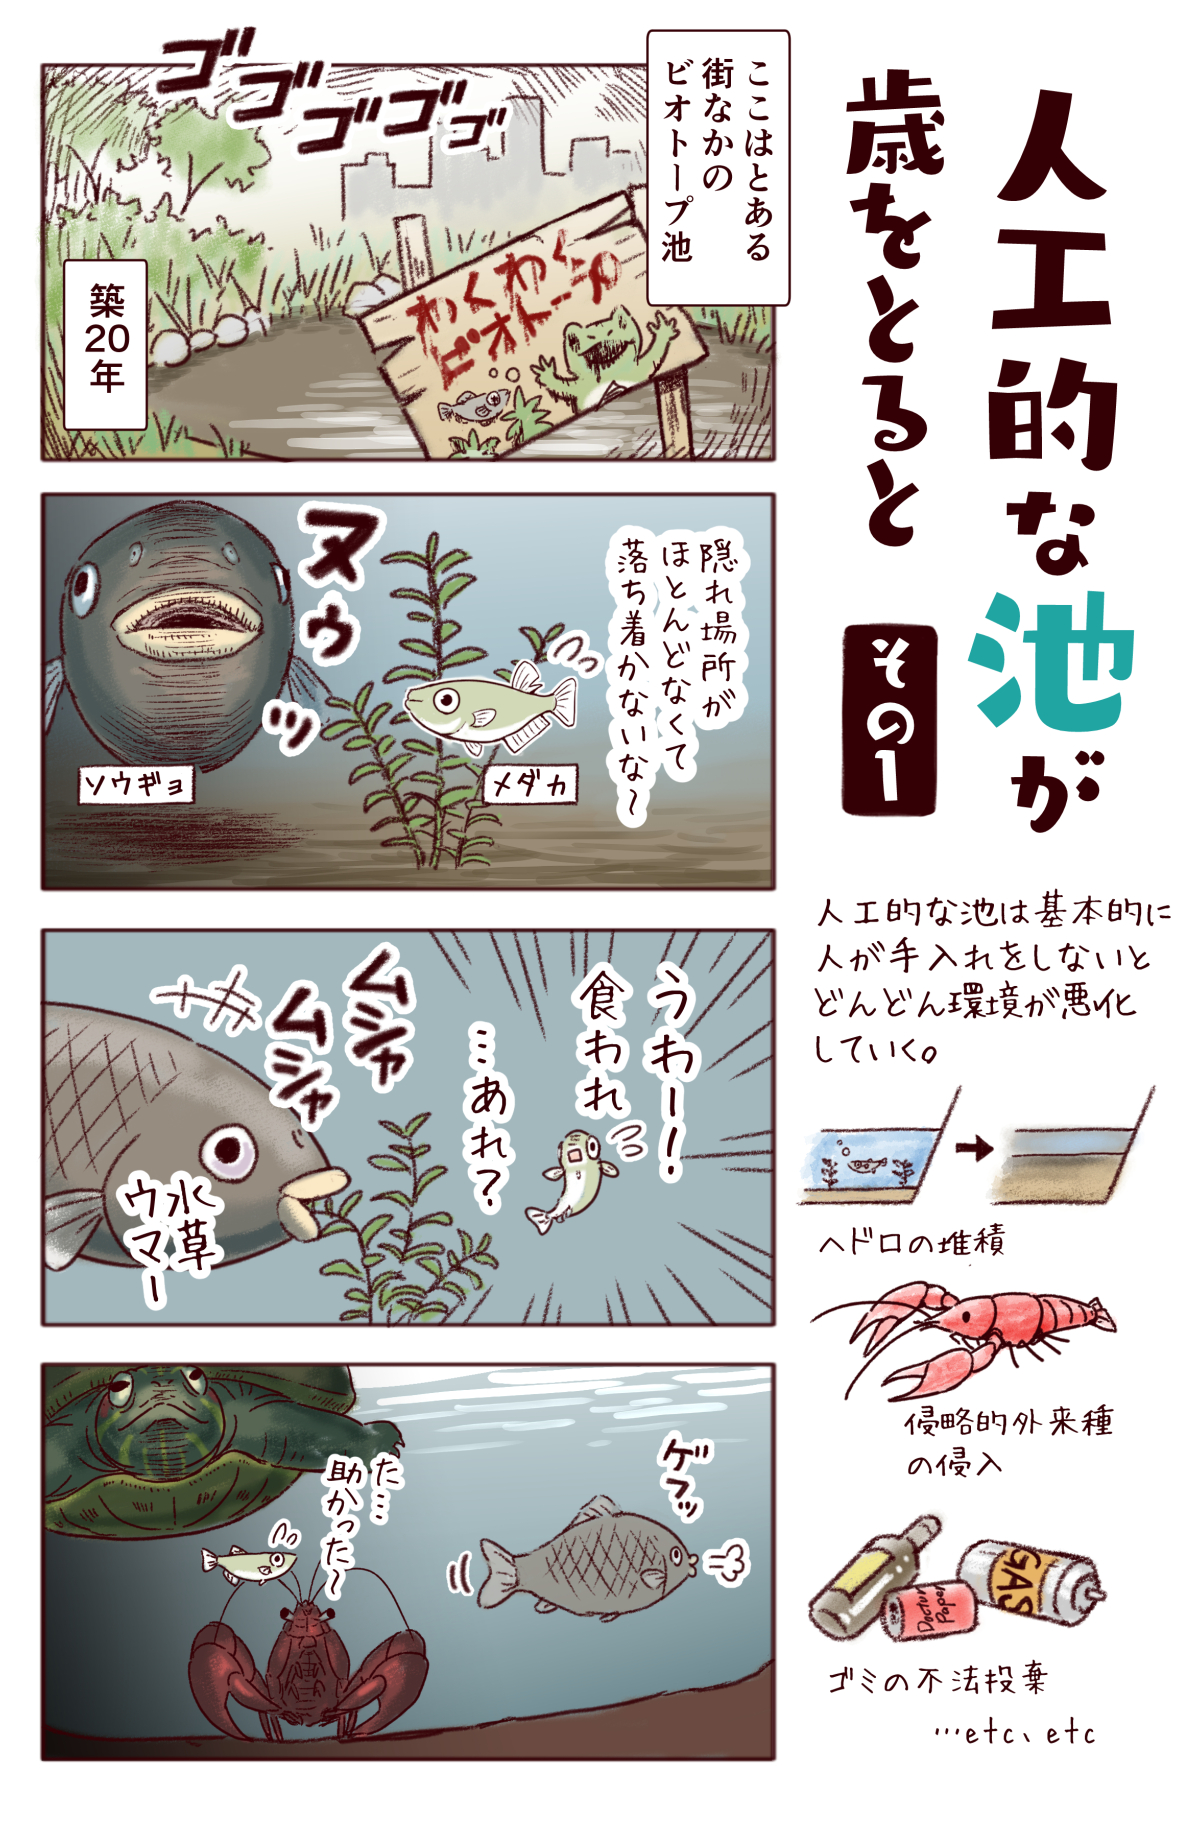 人工的な池が
歳をとると
その1
人工的な池は基本的に
人が手入れをしないと
どんどん環境が悪化
していく。
ヘドロの堆積
侵略的外来種
の侵入
GAS
Doctor
Paper
ゴミの不法投棄
…etc、etc
ここはとある
街なかの
ビオトープ池
ゴゴゴゴゴ
わくわく
ビオトープ
築20年
隠れ場所が
ほとんどなくて
落ち着かないな～
メダカ
ヌゥッ
ソウギョ
うわー!
食われ
…あれ?
ムシャ
ムシャ
水草
ウマー
ゲフッ
た…
助かった～